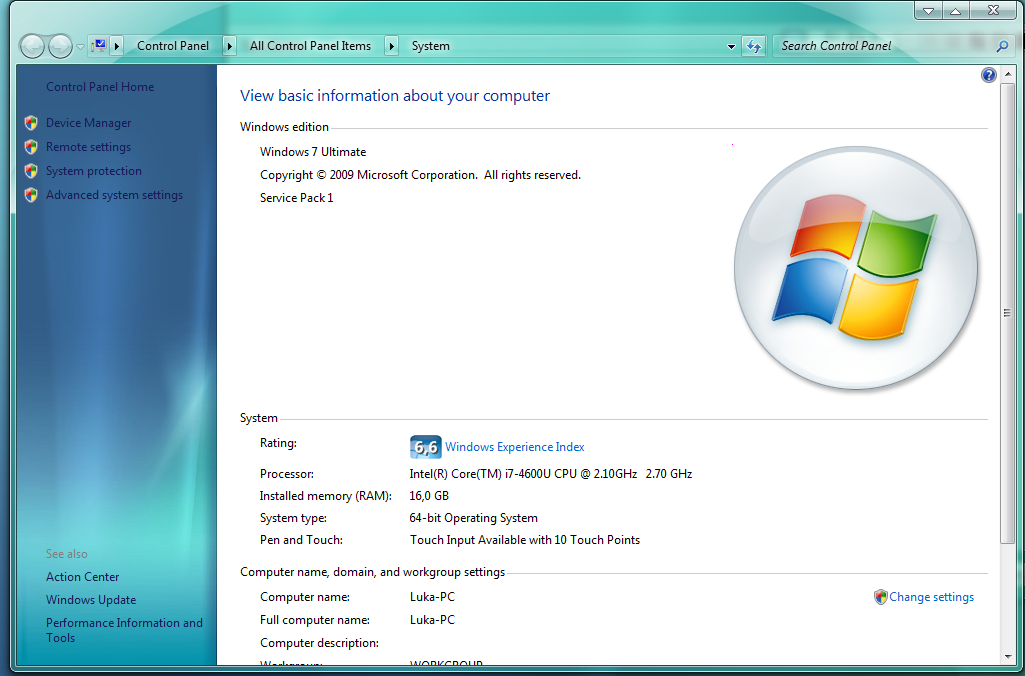 Control Panel
All Control Panel Items
System
Search Control Panel
Control Panel Home
Device Manager
Remote settings
System protection
Advanced system settings
See also
Action Center
Windows Update
Performance Information and
Tools
View basic information about your computer
Windows edition
Windows 7 Ultimate
Copyright © 2009 Microsoft Corporation. All rights reserved.
Service Pack 1
System
Rating: 6,6 Windows Experience Index
Processor: Intel(R) Core(TM) i7-4600U CPU @ 2.10GHz 2.70 GHz
Installed memory (RAM): 16,0 GB
System type: 64-bit Operating System
Pen and Touch: Touch Input Available with 10 Touch Points
Computer name, domain, and workgroup settings
Computer name: Luka-PC Change settings
Full computer name: Luka-PC
Computer description:
Workgroup: WORKGROUP